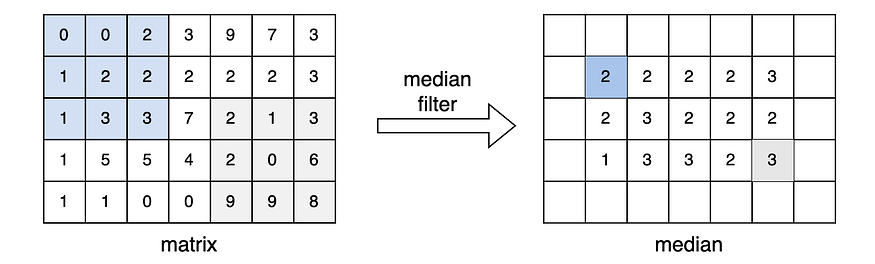 0 0 2 3 9 7 3
1 2 2 2 2 2 3
1 3 3 7 2 1 3
1 5 5 4 2 0 6
1 1 0 0 9 9 8
matrix
median
filter
2 2 2 2 3
2 3 2 2 2
1 3 3 2 3
median